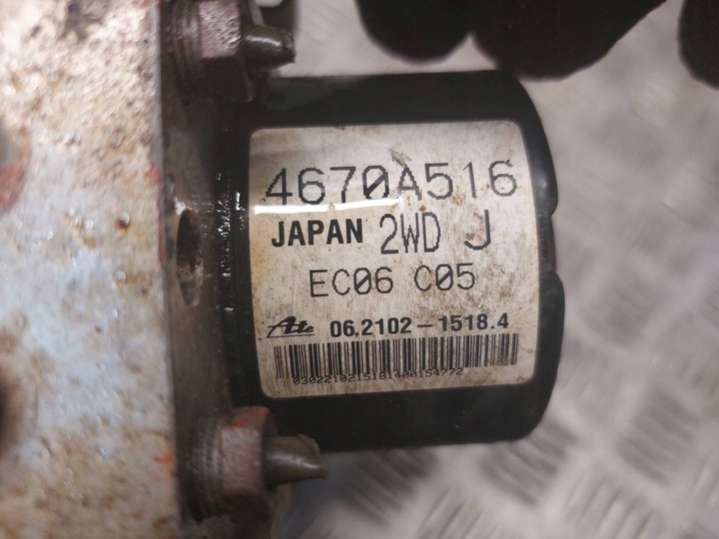 4670A516
JAPAN 2WD J
EC06 C05
Ate 06.2102-1518.4